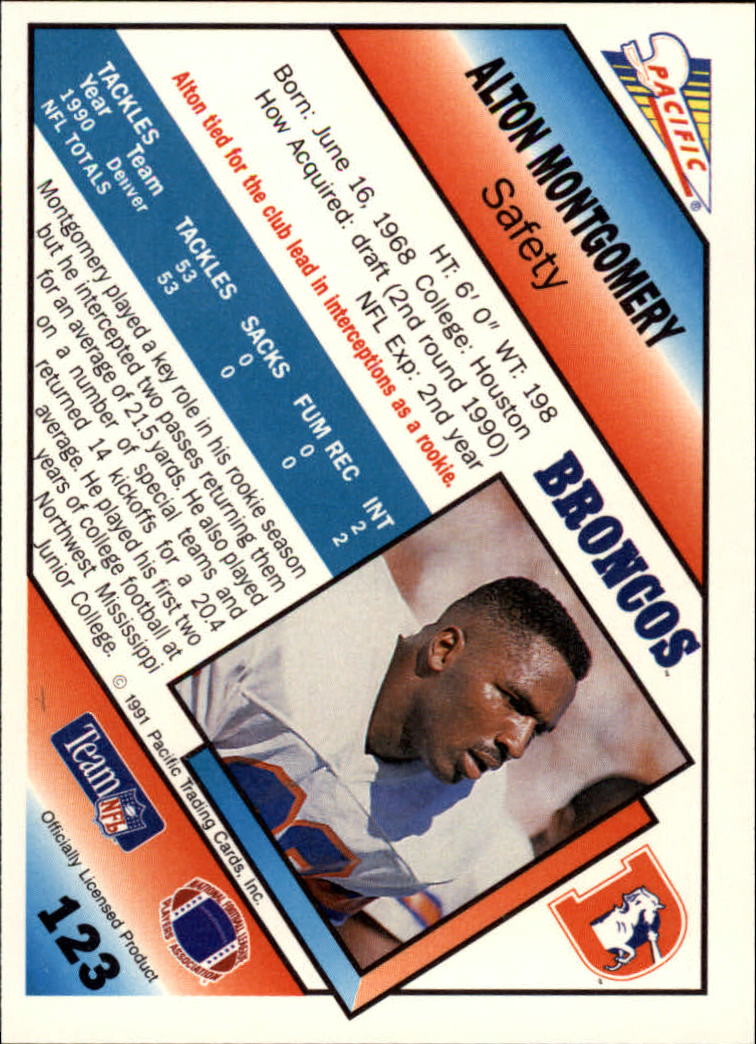 PACIFIC
®
ALTON MONTGOMERY
Safety
HT: 6' 0" WT: 198
Born: June 16, 1968 College: Houston
How Acquired: draft (2nd round 1990)
NFL Exp: 2nd year
Alton tied for the club lead in interceptions as a rookie.
TACKLES TACKLES SACKS FUM REC INT
Year Team 53 0 0 2
1990 Denver 53 0 0 2
NFL TOTALS
Montgomery played a key role in his rookie season
but he intercepted two passes returning them
for an average of 21.5 yards. He also played
on a number of special teams and
returned 14 kickoffs for a 20.4
average. He played his first two
years of college football at
Northwest Mississippi
Junior College.
BRONCOS
™
D
© 1991 Pacific Trading Cards, Inc.
Team NFL
NATIONAL FOOTBALL LEAGUE
PLAYERS ASSOCIATION
Officially Licensed Product
123